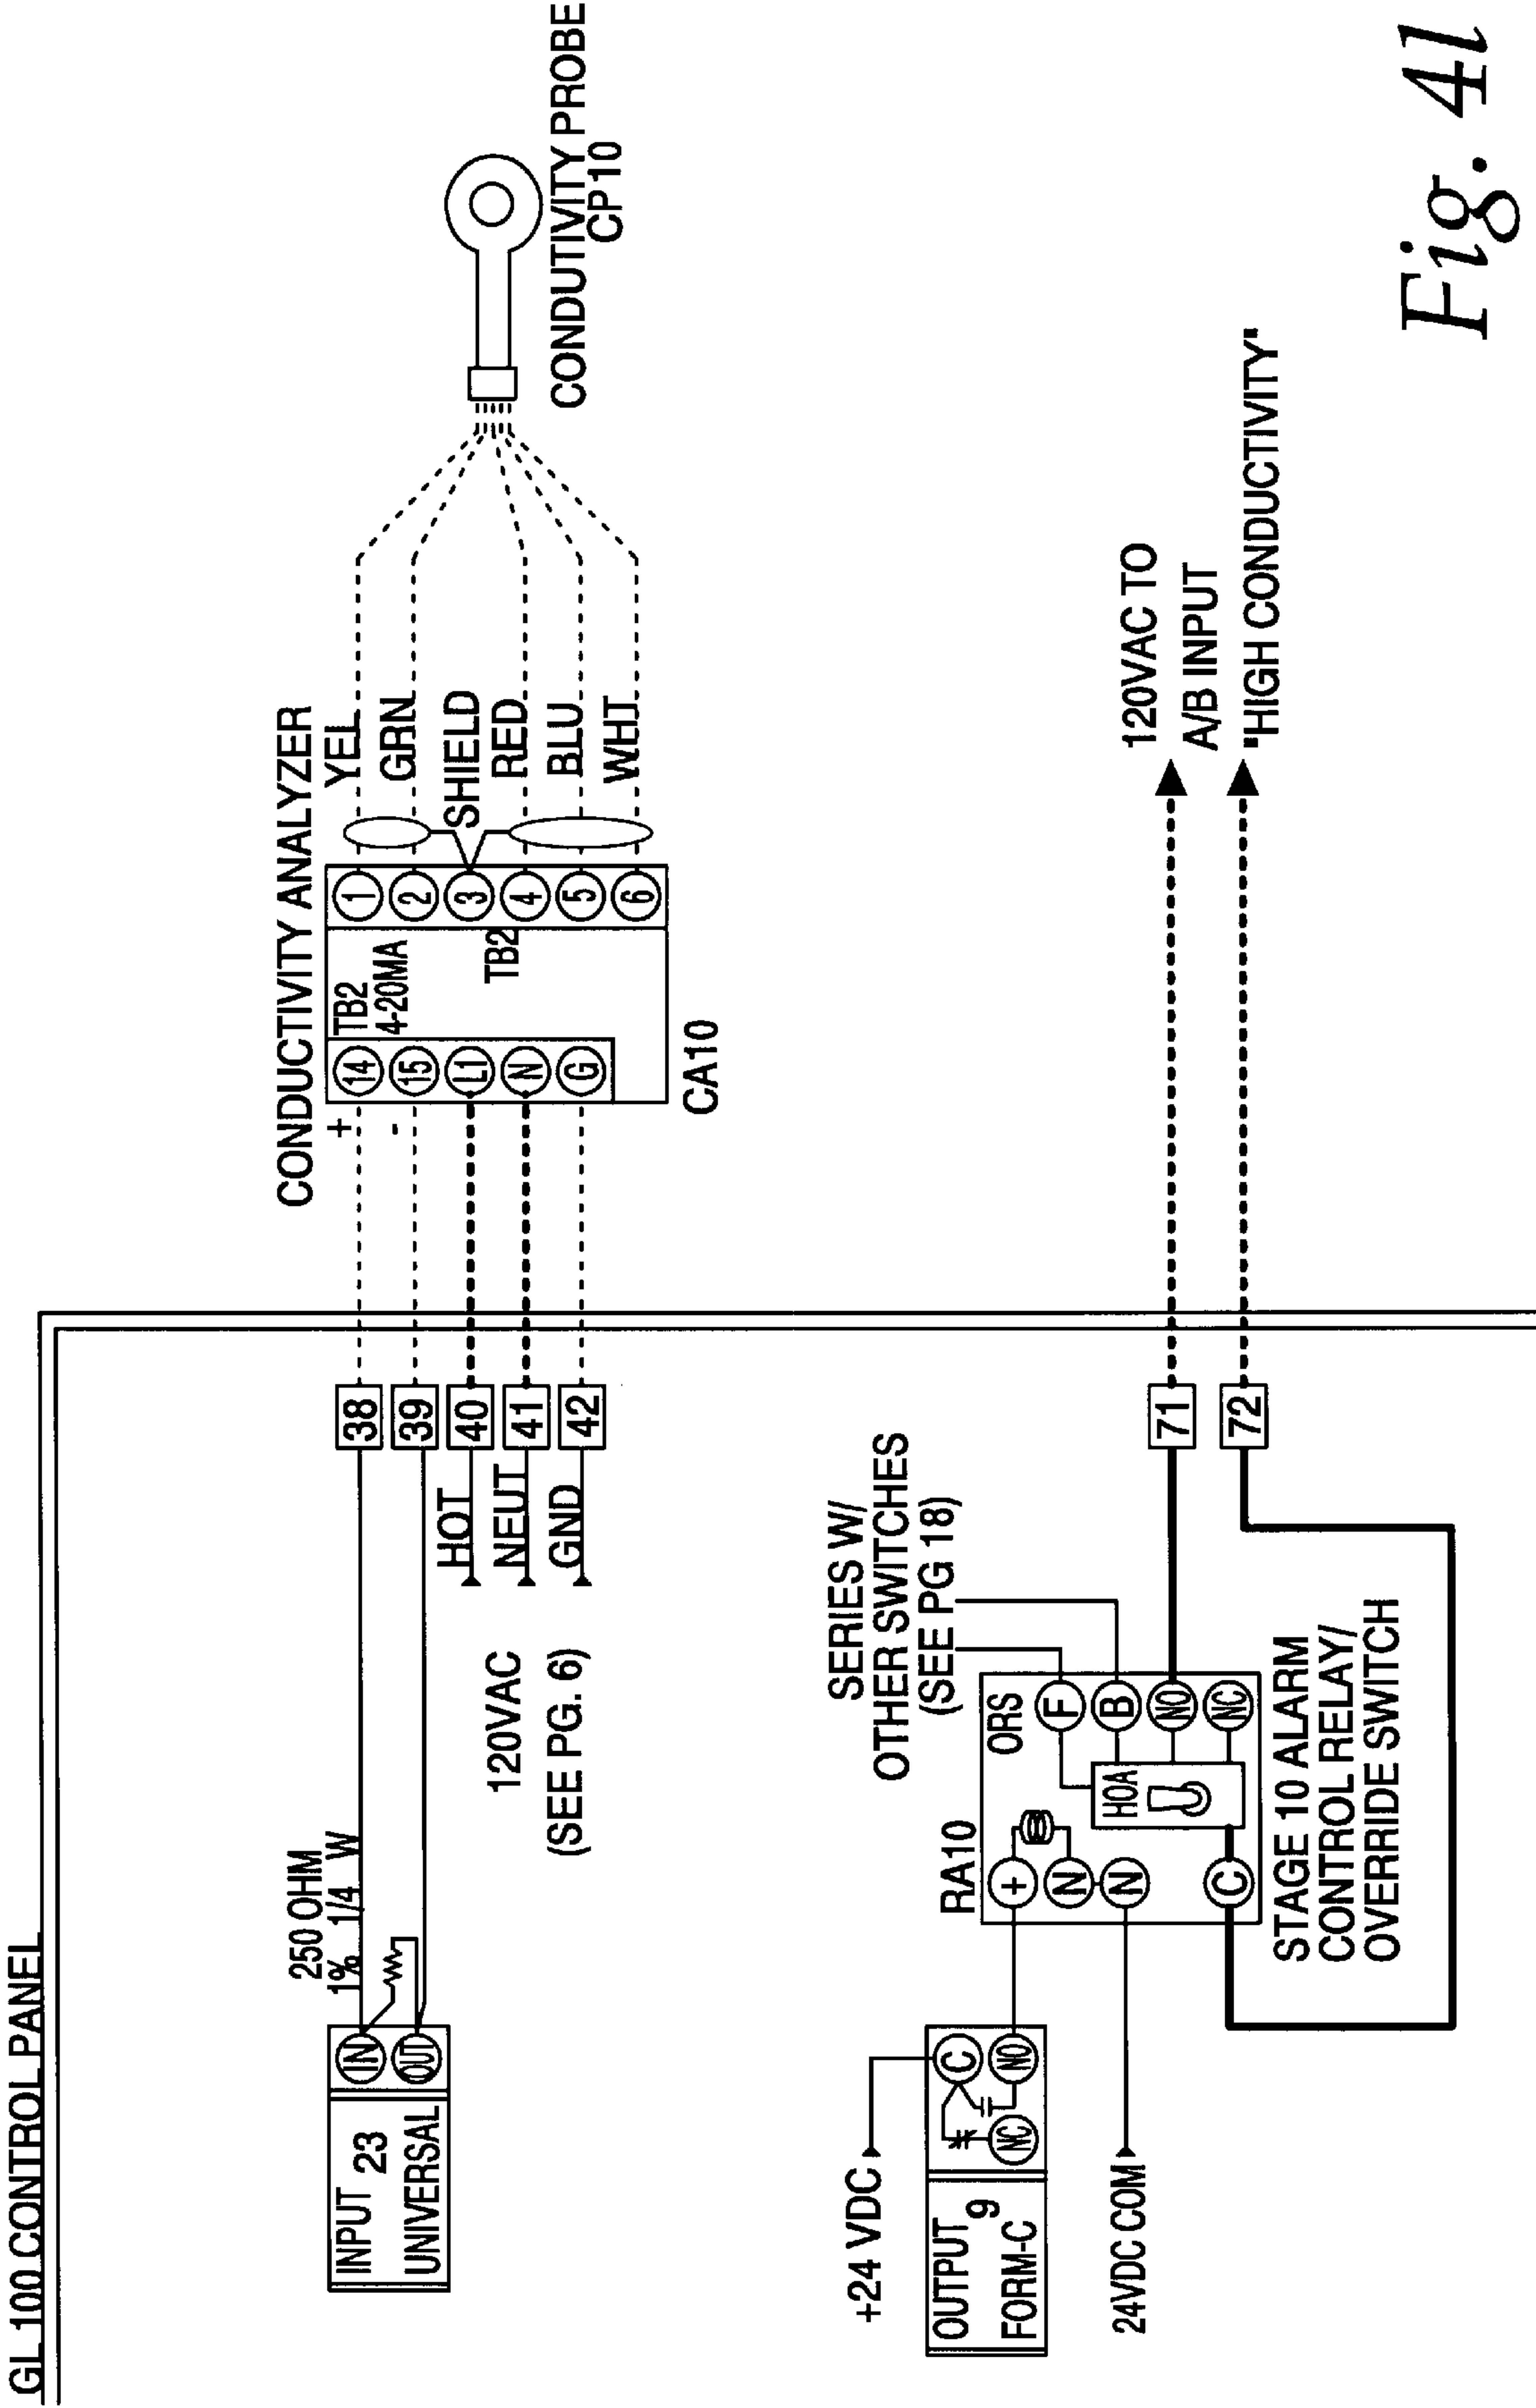 GL 100 CONTROL PANEL
INPUT
23
UNIVERSAL
IN
OUT
250 OHM
1% 1/4 W
38
39
40
41
42
HOT
NEUT
GND
120VAC
(SEE PG. 6)
CONDUCTIVITY ANALYZER
+
-
14
15
L1
N
G
TB2
4-20MA
TB2
1
2
3
4
5
6
YEL
GRN
SHIELD
RED
BLU
WHT
CA10
CONDUTIVITY PROBE
CP10
+24 VDC
OUTPUT
9
FORM-C
C
NO
NC
24VDC COM
RA10
ORS
+
N
N
C
HOA
F
B
NO
NC
SERIES W/
OTHER SWITCHES
(SEE PG 18)
STAGE 10 ALARM
CONTROL RELAY/
OVERRIDE SWITCH
71
72
120VAC TO
A/B INPUT
"HIGH CONDUCTIVITY"
Fig. 4l